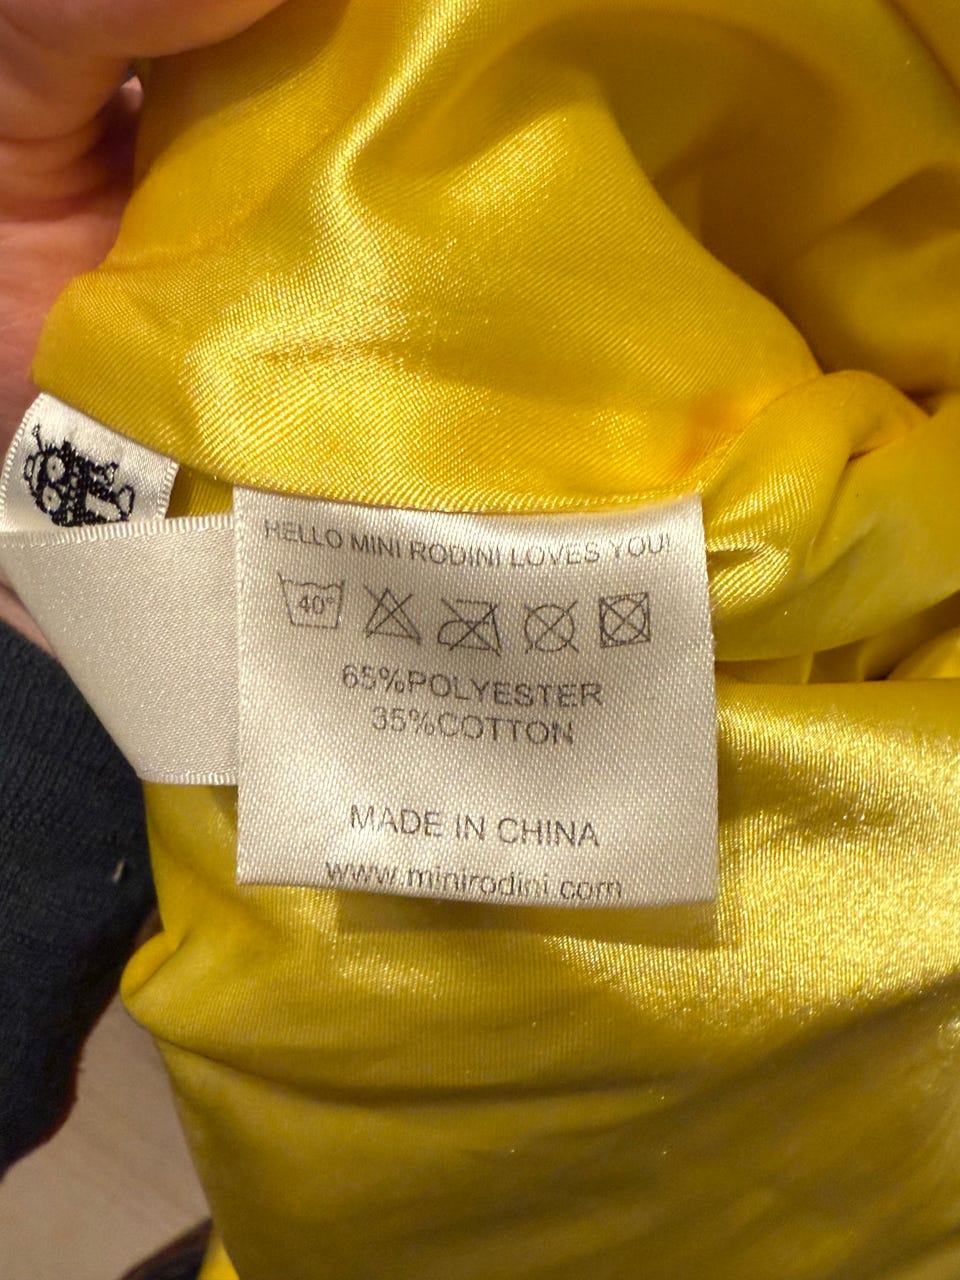 HELLO MINI RODINI LOVES YOU!
40°
65%POLYESTER
35%COTTON
MADE IN CHINA
www.minirodini.com